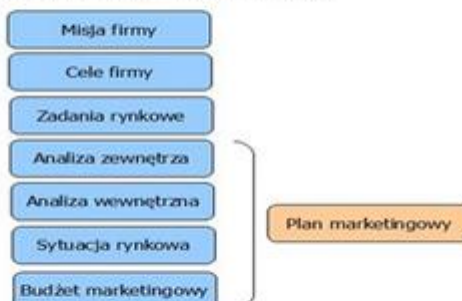 Misja firmy
Cele firmy
Zadania rynkowe
Analiza zewnętrza
Analiza wewnętrzna
Plan marketingowy
Sytuacja rynkowa
Budżet marketingowy